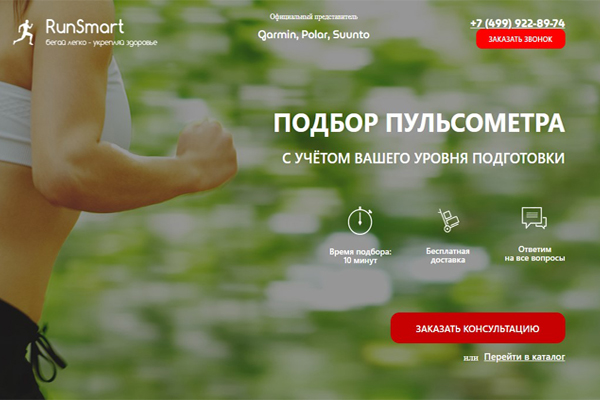 RunSmart
бегай легко - укрепляй здоровье
Официальный представитель
Garmin, Polar, Suunto
+7 (499) 922-89-74
ЗАКАЗАТЬ ЗВОНОК
ПОДБОР ПУЛЬСОМЕТРА
С УЧЁТОМ ВАШЕГО УРОВНЯ ПОДГОТОВКИ
Время подбора:
10 минут
Бесплатная
доставка
Ответим
на все вопросы
ЗАКАЗАТЬ КОНСУЛЬТАЦИЮ
или Перейти в каталог